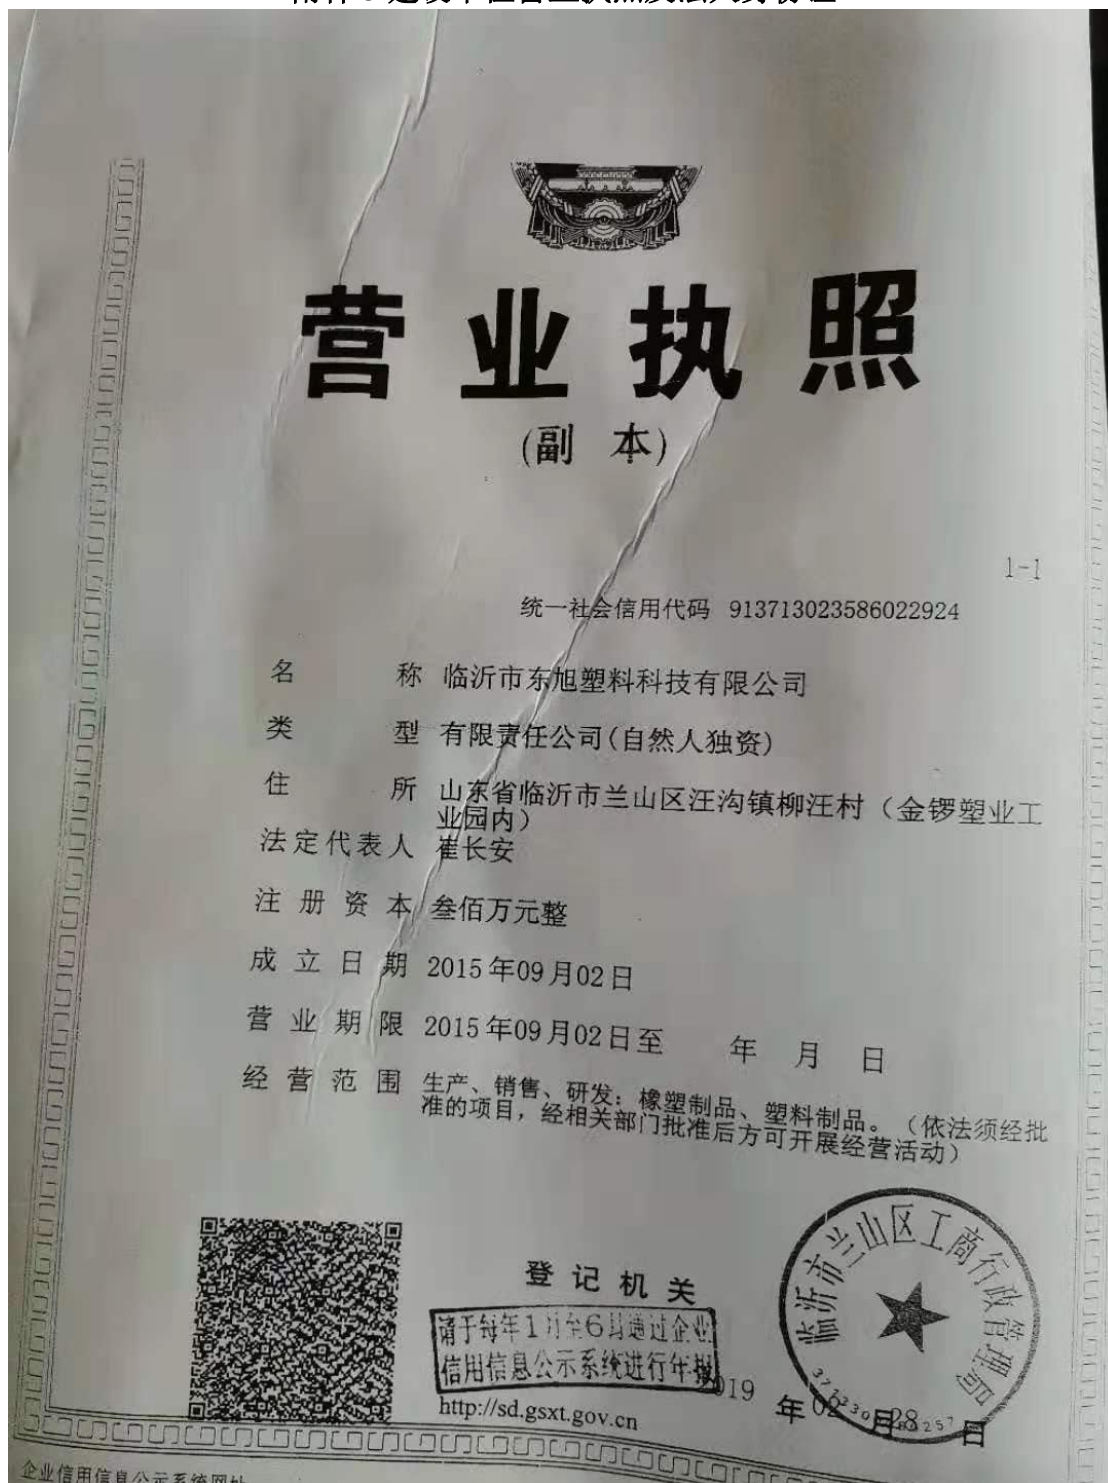 营业执照
(副 本)
1-1
统一社会信用代码 913713023586022924
名 称 临沂市东旭塑料科技有限公司
类 型 有限责任公司(自然人独资)
住 所 山东省临沂市兰山区汪沟镇柳汪村（金锣塑业工
业园内）
法定代表人 崔长安
注册资本 叁佰万元整
成立日期 2015年09月02日
营业期限 2015年09月02日至 年 月 日
经营范围 生产、销售、研发：橡塑制品、塑料制品。（依法须经批
准的项目，经相关部门批准后方可开展经营活动）
登记机关
临沂市兰山区工商行政管理局
请于每年1月至6月通过企业
信用信息公示系统进行年报
http://sd.gsxt.gov.cn
2019年02月28日
企业信用信息公示系统网址